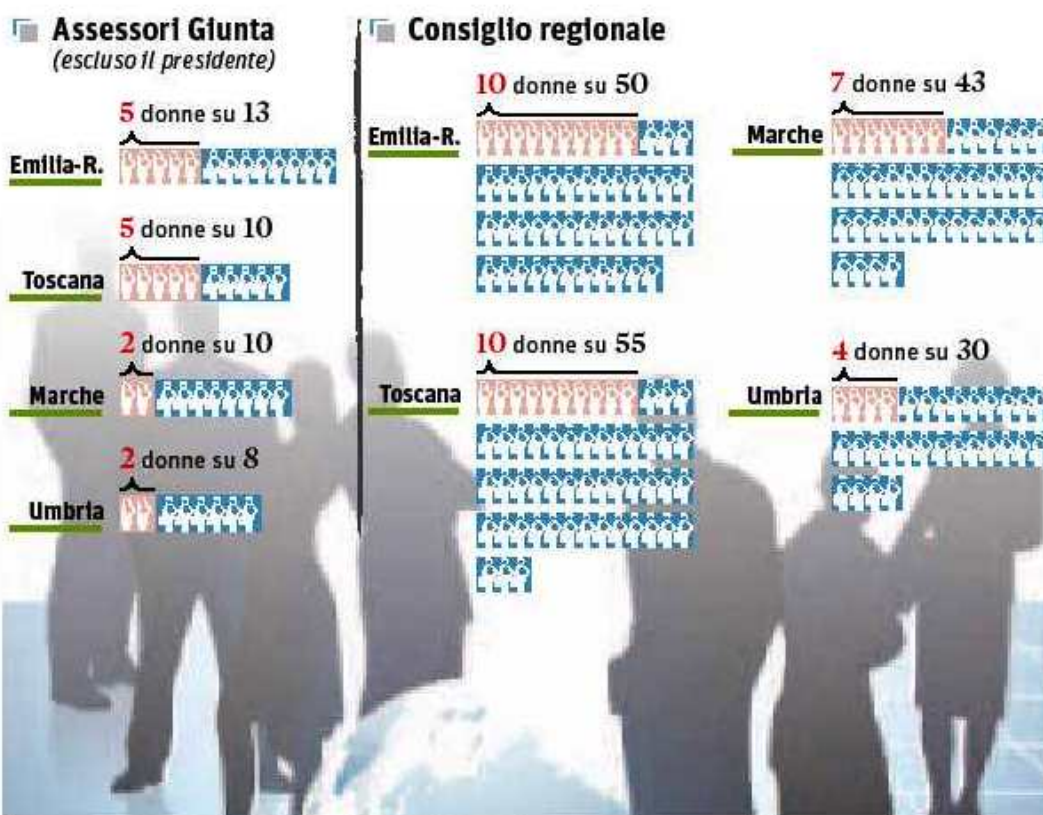 Assessori Giunta
(escluso il presidente)
5 donne su 13
Emilia-R.
5 donne su 10
Toscana
2 donne su 10
Marche
2 donne su 8
Umbria
Consiglio regionale
10 donne su 50
Emilia-R.
7 donne su 43
Marche
10 donne su 55
Toscana
4 donne su 30
Umbria